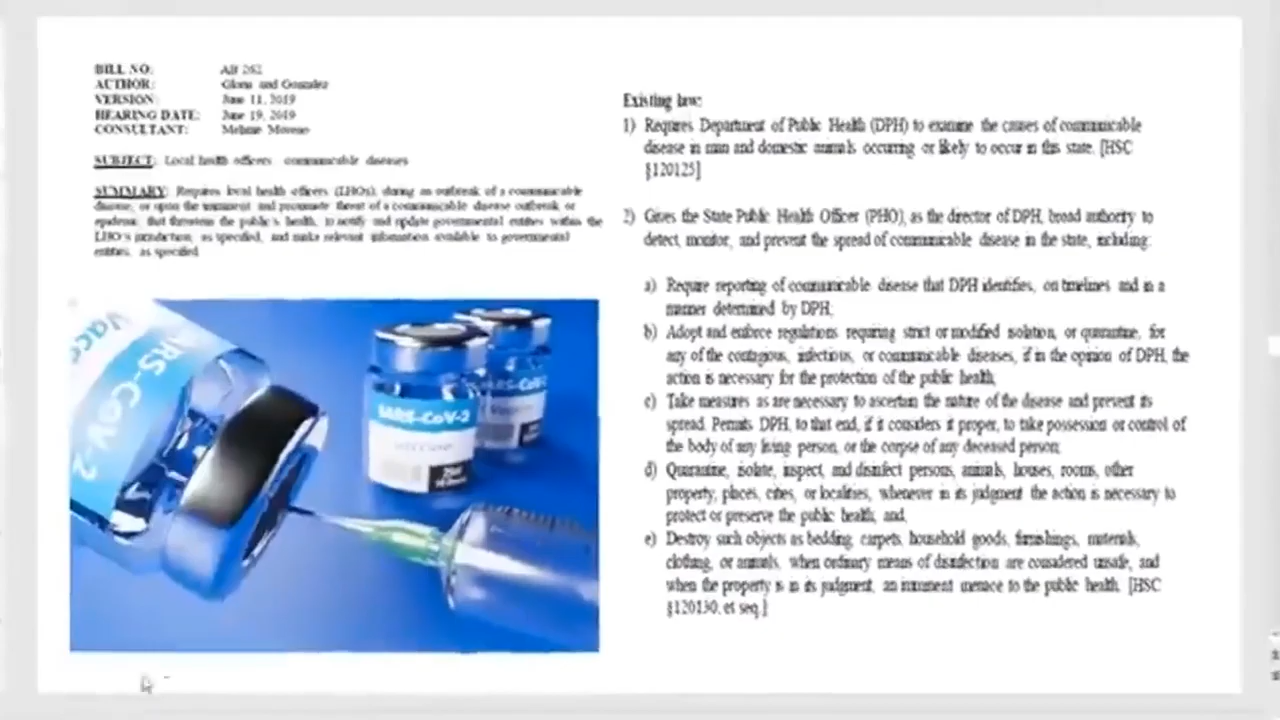 BILL NO: AB 262
AUTHOR: Gloria and Gonzalez
VERSION: June 11, 2019
HEARING DATE: June 19, 2019
CONSULTANT: Melanie Moreno
SUBJECT: Local health officers: communicable diseases
SUMMARY: Requires local health officers (LHOs), during an outbreak of a communicable
disease, or upon the imminent and proximate threat of a communicable disease outbreak or
epidemic that threatens the public's health, to notify and update governmental entities within the
LHO's jurisdiction, as specified, and make relevant information available to governmental
entities, as specified.
SARS-CoV-2
Vacc
SARS-CoV-2
Vaccine
ARS-CoV-2
Existing law:
1) Requires Department of Public Health (DPH) to examine the causes of communicable
disease in man and domestic animals occurring or likely to occur in this state. [HSC
§120125]
2) Gives the State Public Health Officer (PHO), as the director of DPH, broad authority to
detect, monitor, and prevent the spread of communicable disease in the state, including:
a) Require reporting of communicable disease that DPH identifies, on timelines and in a
manner determined by DPH;
b) Adopt and enforce regulations requiring strict or modified isolation, or quarantine, for
any of the contagious, infectious, or communicable diseases, if in the opinion of DPH, the
action is necessary for the protection of the public health;
c) Take measures as are necessary to ascertain the nature of the disease and prevent its
spread. Permits DPH, to that end, if it considers it proper, to take possession or control of
the body of any living person, or the corpse of any deceased person;
d) Quarantine, isolate, inspect, and disinfect persons, animals, houses, rooms, other
property, places, cities, or localities, whenever in its judgment the action is necessary to
protect or preserve the public health; and,
e) Destroy such objects as bedding, carpets, household goods, furnishings, materials,
clothing, or animals, when ordinary means of disinfection are considered unsafe, and
when the property is in its judgment, an imminent menace to the public health. [HSC
§120130, et seq.]